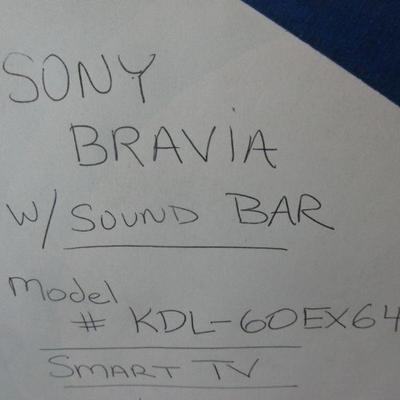 SONY
BRAVIA
W/ SOUND BAR
Model
# KDL-60EX64
SMART TV